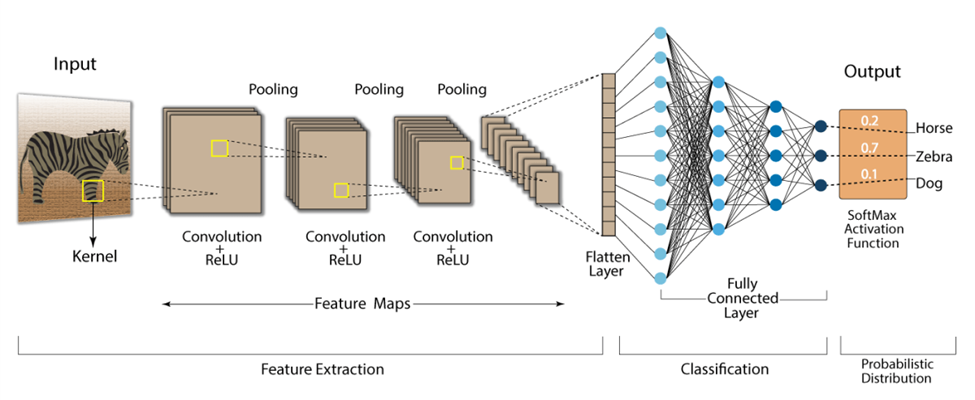 Input
Pooling
Pooling
Pooling
Output
0.2
Horse
0.7
Zebra
0.1
Dog
Kernel
Convolution
+
ReLU
Convolution
+
ReLU
Convolution
+
ReLU
Flatten
Layer
SoftMax
Activation
Function
Feature Maps
Fully
Connected
Layer
Feature Extraction
Classification
Probabilistic
Distribution